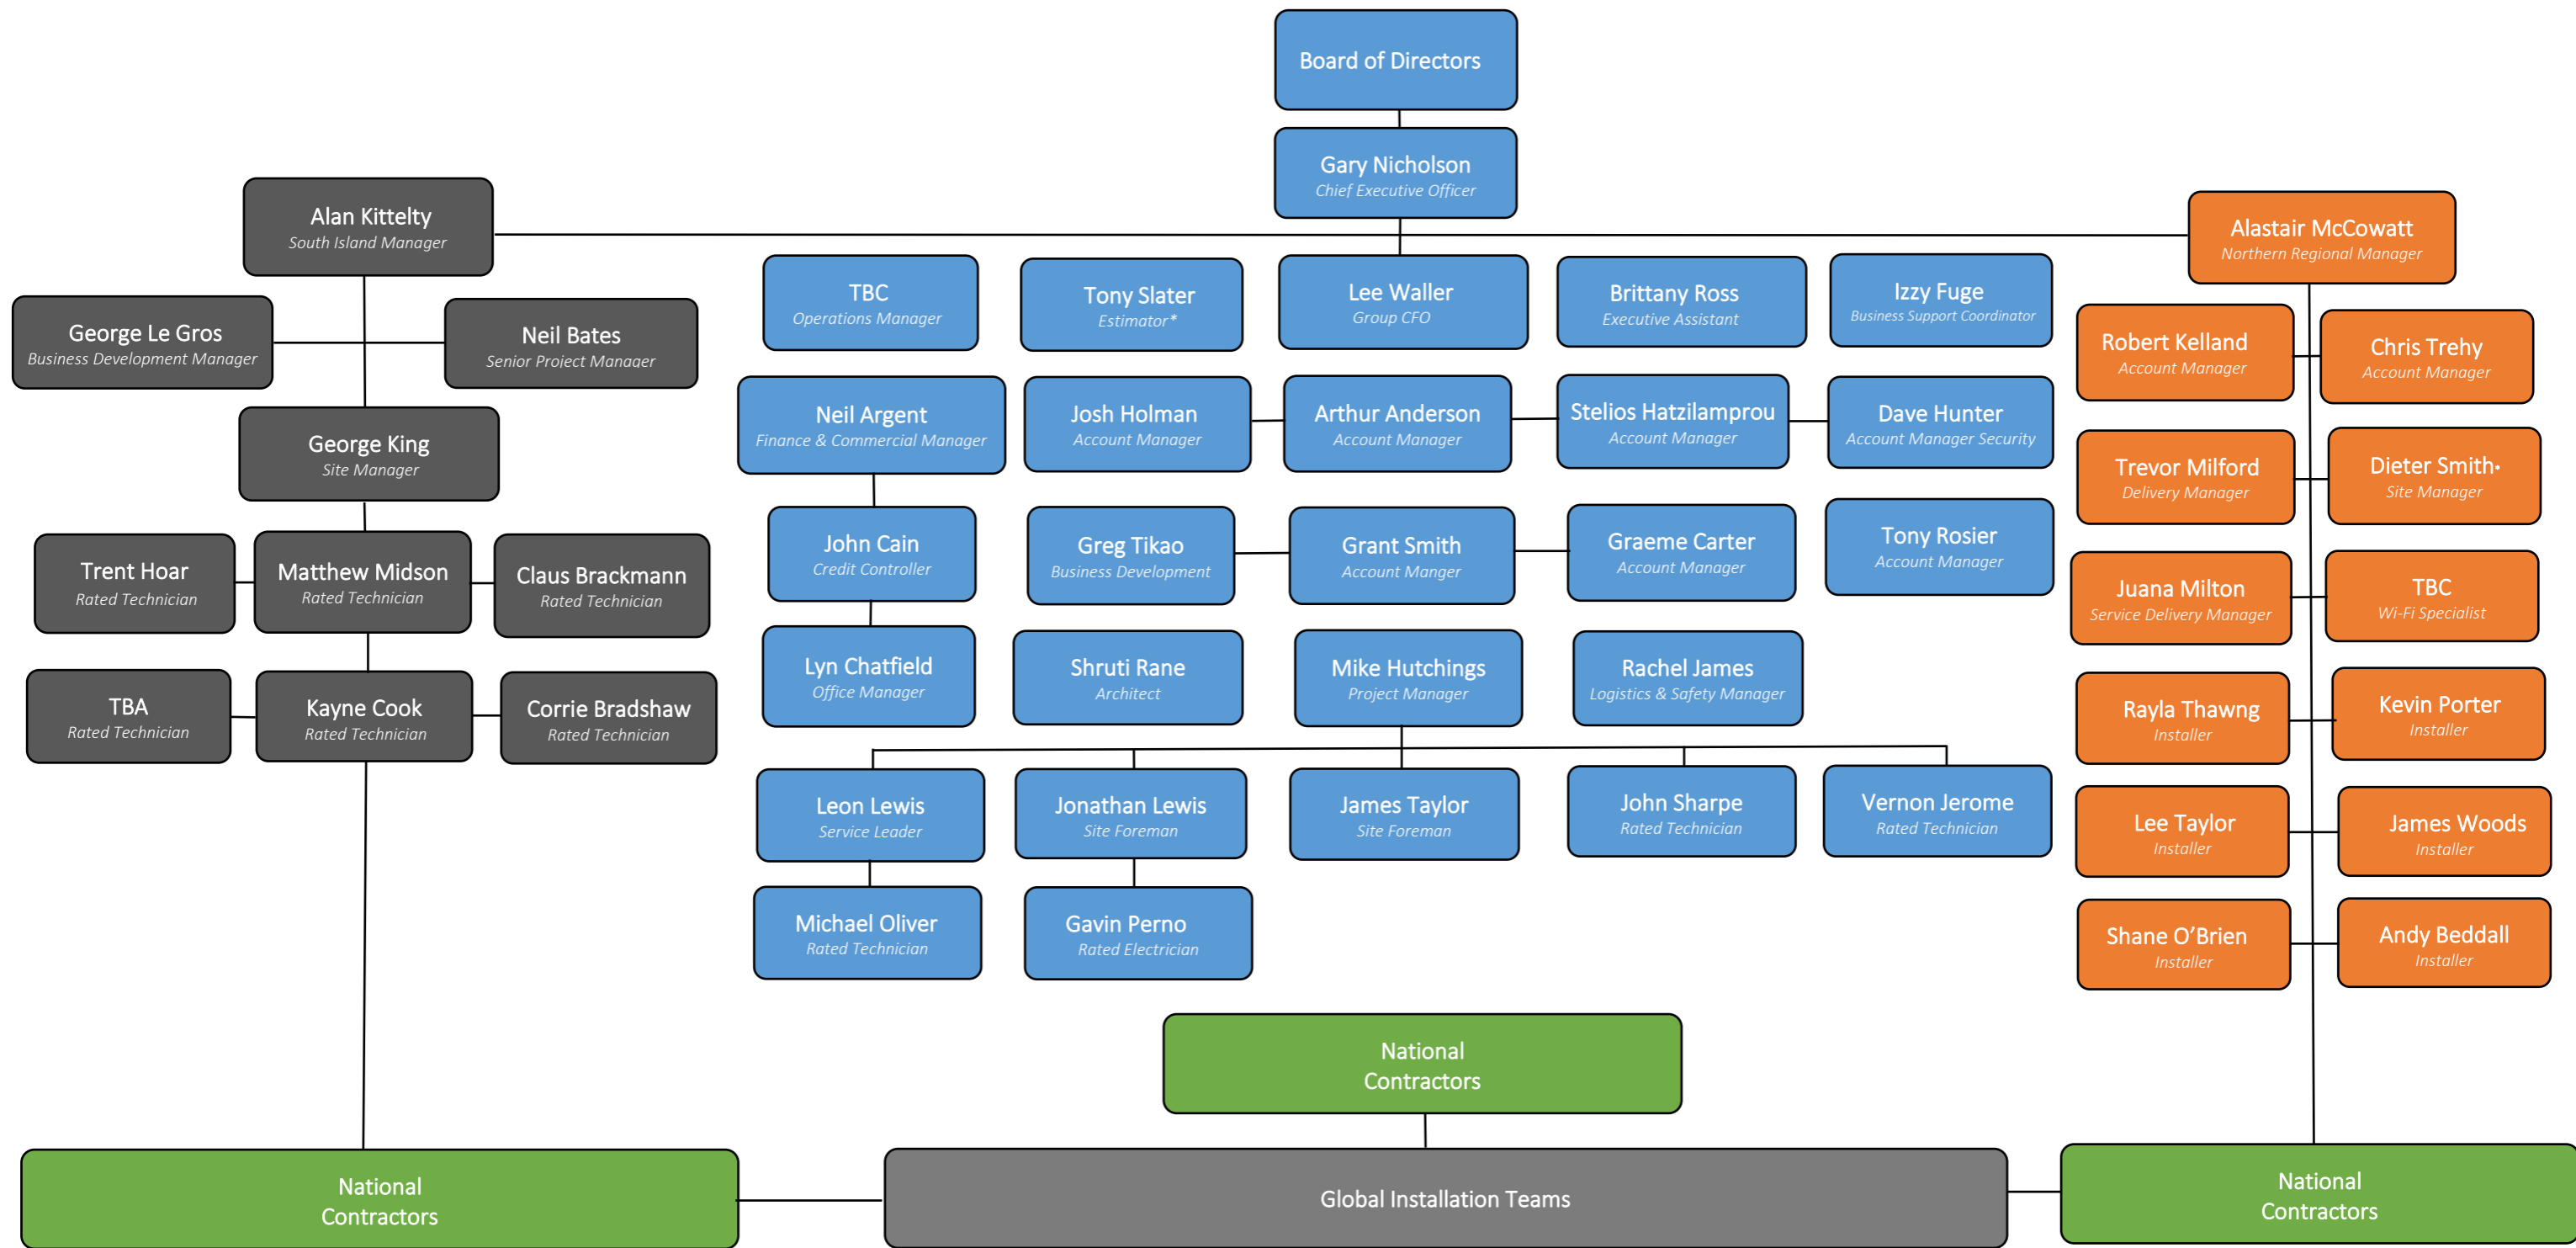 Board of Directors
Gary Nicholson
Chief Executive Officer
Alan Kittelty
South Island Manager
Alastair McCowatt
Northern Regional Manager
George Le Gros
Business Development Manager
Neil Bates
Senior Project Manager
George King
Site Manager
Trent Hoar
Rated Technician
Matthew Midson
Rated Technician
Claus Brackmann
Rated Technician
TBA
Rated Technician
Kayne Cook
Rated Technician
Corrie Bradshaw
Rated Technician
TBC
Operations Manager
Tony Slater
Estimator*
Lee Waller
Group CFO
Brittany Ross
Executive Assistant
Izzy Fuge
Business Support Coordinator
Neil Argent
Finance & Commercial Manager
Josh Holman
Account Manager
Arthur Anderson
Account Manager
Stelios Hatzilamprou
Account Manager
Dave Hunter
Account Manager Security
John Cain
Credit Controller
Greg Tikao
Business Development
Grant Smith
Account Manger
Graeme Carter
Account Manager
Tony Rosier
Account Manager
Lyn Chatfield
Office Manager
Shruti Rane
Architect
Mike Hutchings
Project Manager
Rachel James
Logistics & Safety Manager
Leon Lewis
Service Leader
Jonathan Lewis
Site Foreman
James Taylor
Site Foreman
John Sharpe
Rated Technician
Vernon Jerome
Rated Technician
Michael Oliver
Rated Technician
Gavin Perno
Rated Electrician
Robert Kelland
Account Manager
Chris Trehy
Account Manager
Trevor Milford
Delivery Manager
Dieter Smith•
Site Manager
Juana Milton
Service Delivery Manager
TBC
Wi-Fi Specialist
Rayla Thawng
Installer
Kevin Porter
Installer
Lee Taylor
Installer
James Woods
Installer
Shane O’Brien
Installer
Andy Beddall
Installer
National
Contractors
National
Contractors
Global Installation Teams
National
Contractors